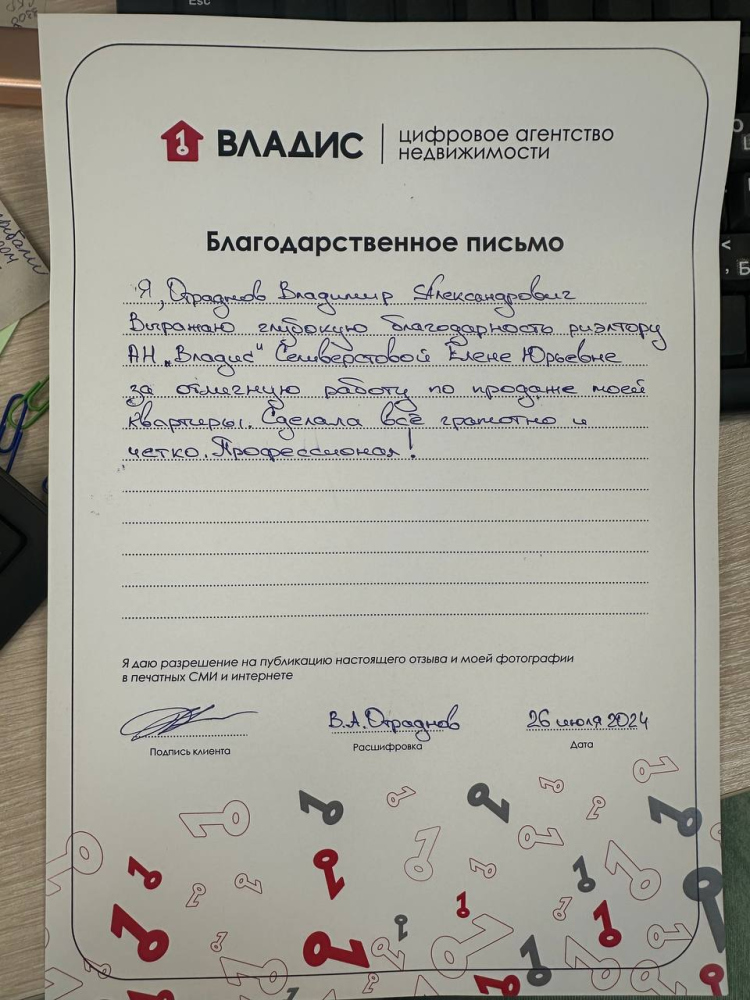 Esc
ВЛАДИС
цифровое агентство
недвижимости
Благодарственное письмо
Я, Отраднов Владимир Александрович
Выражаю глубокую благодарность риэлтору
АН „Владис" Селиверстовой Елене Юрьевне
за отличную работу по продаже моей
квартиры. Сделала всё грамотно и
четко. Профессионал!
Я даю разрешение на публикацию настоящего отзыва и моей фотографии
в печатных СМИ и интернете
В.А.Отраднов
26 июля 2024
Подпись клиента
Расшифровка
Дата